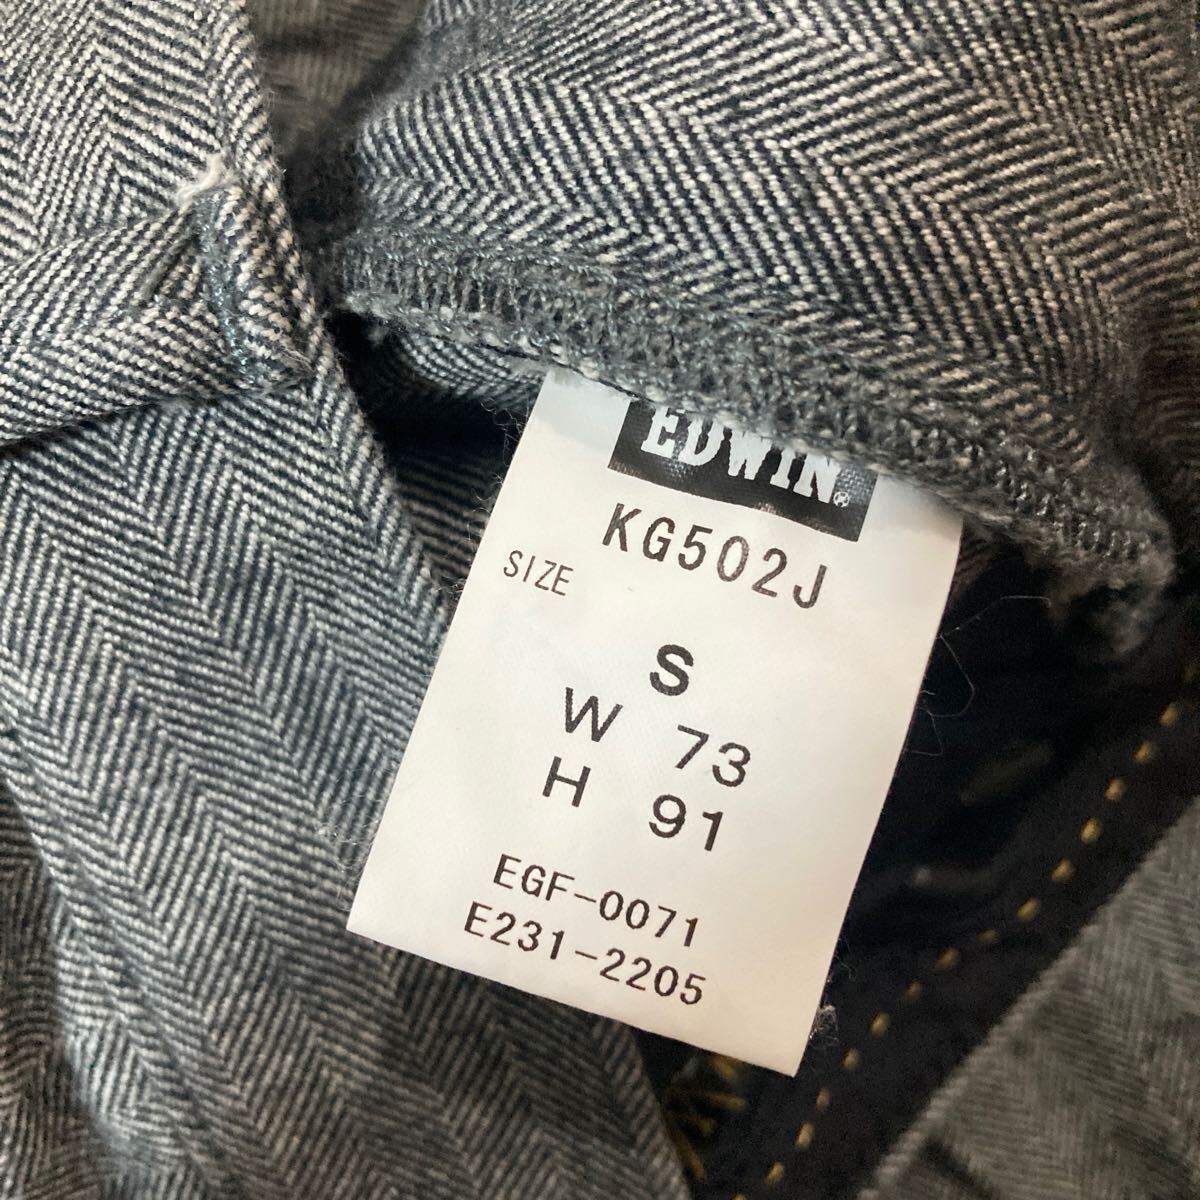 EDWIN®
KG502J
SIZE
S
W 73
H 91
EGF-0071
E231-2205